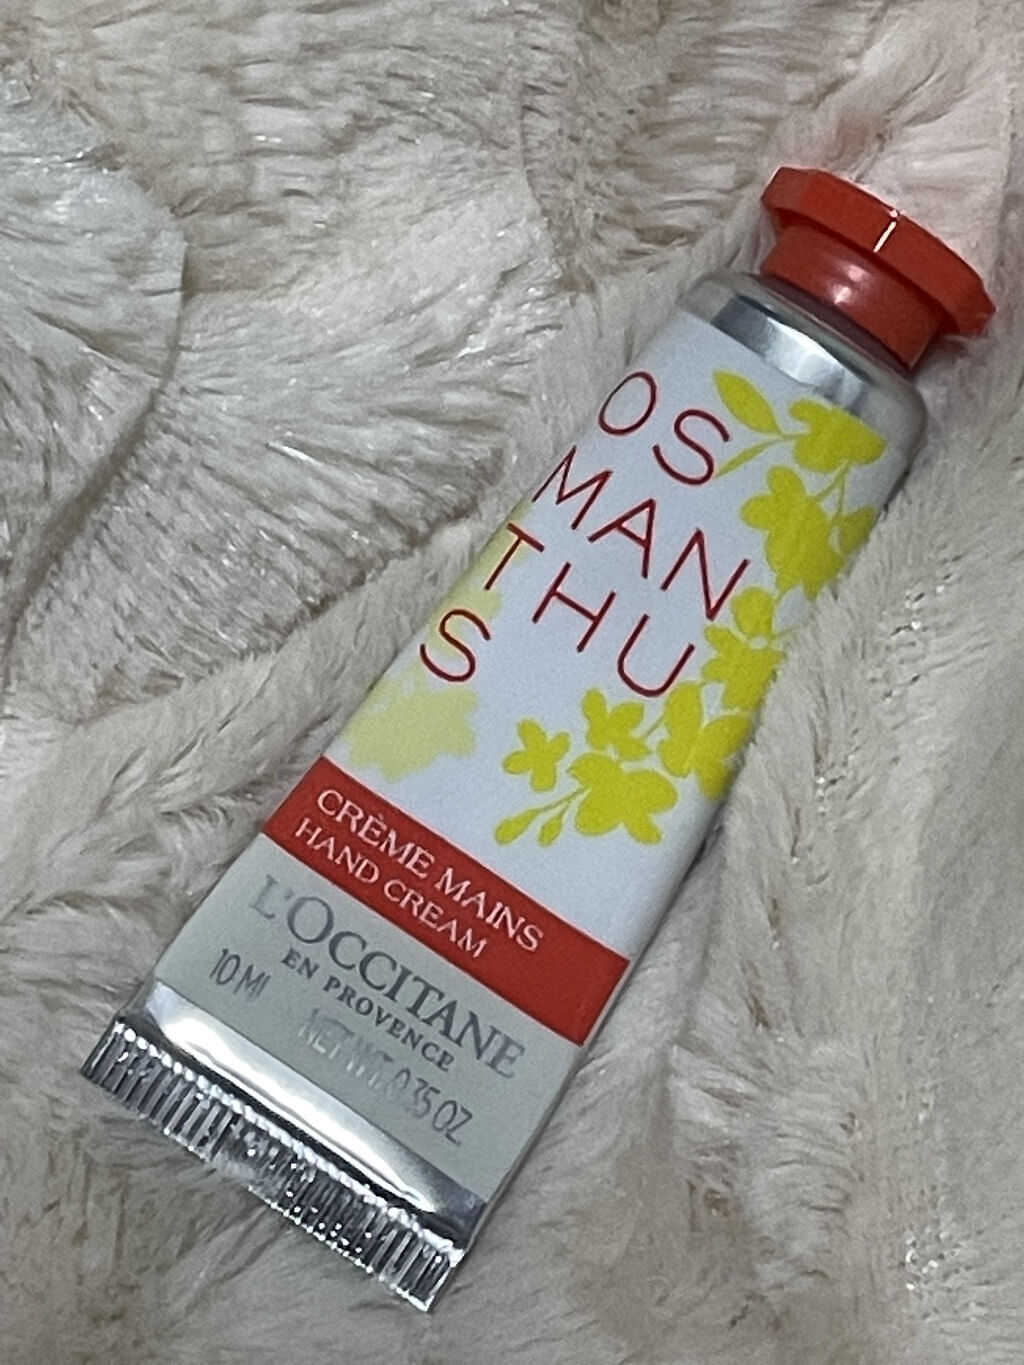 OS
MAN
THU
S
CRÈME MAINS
HAND CREAM
L'OCCITANE
EN PROVENCE
10 Ml NET WT. 0.35 OZ